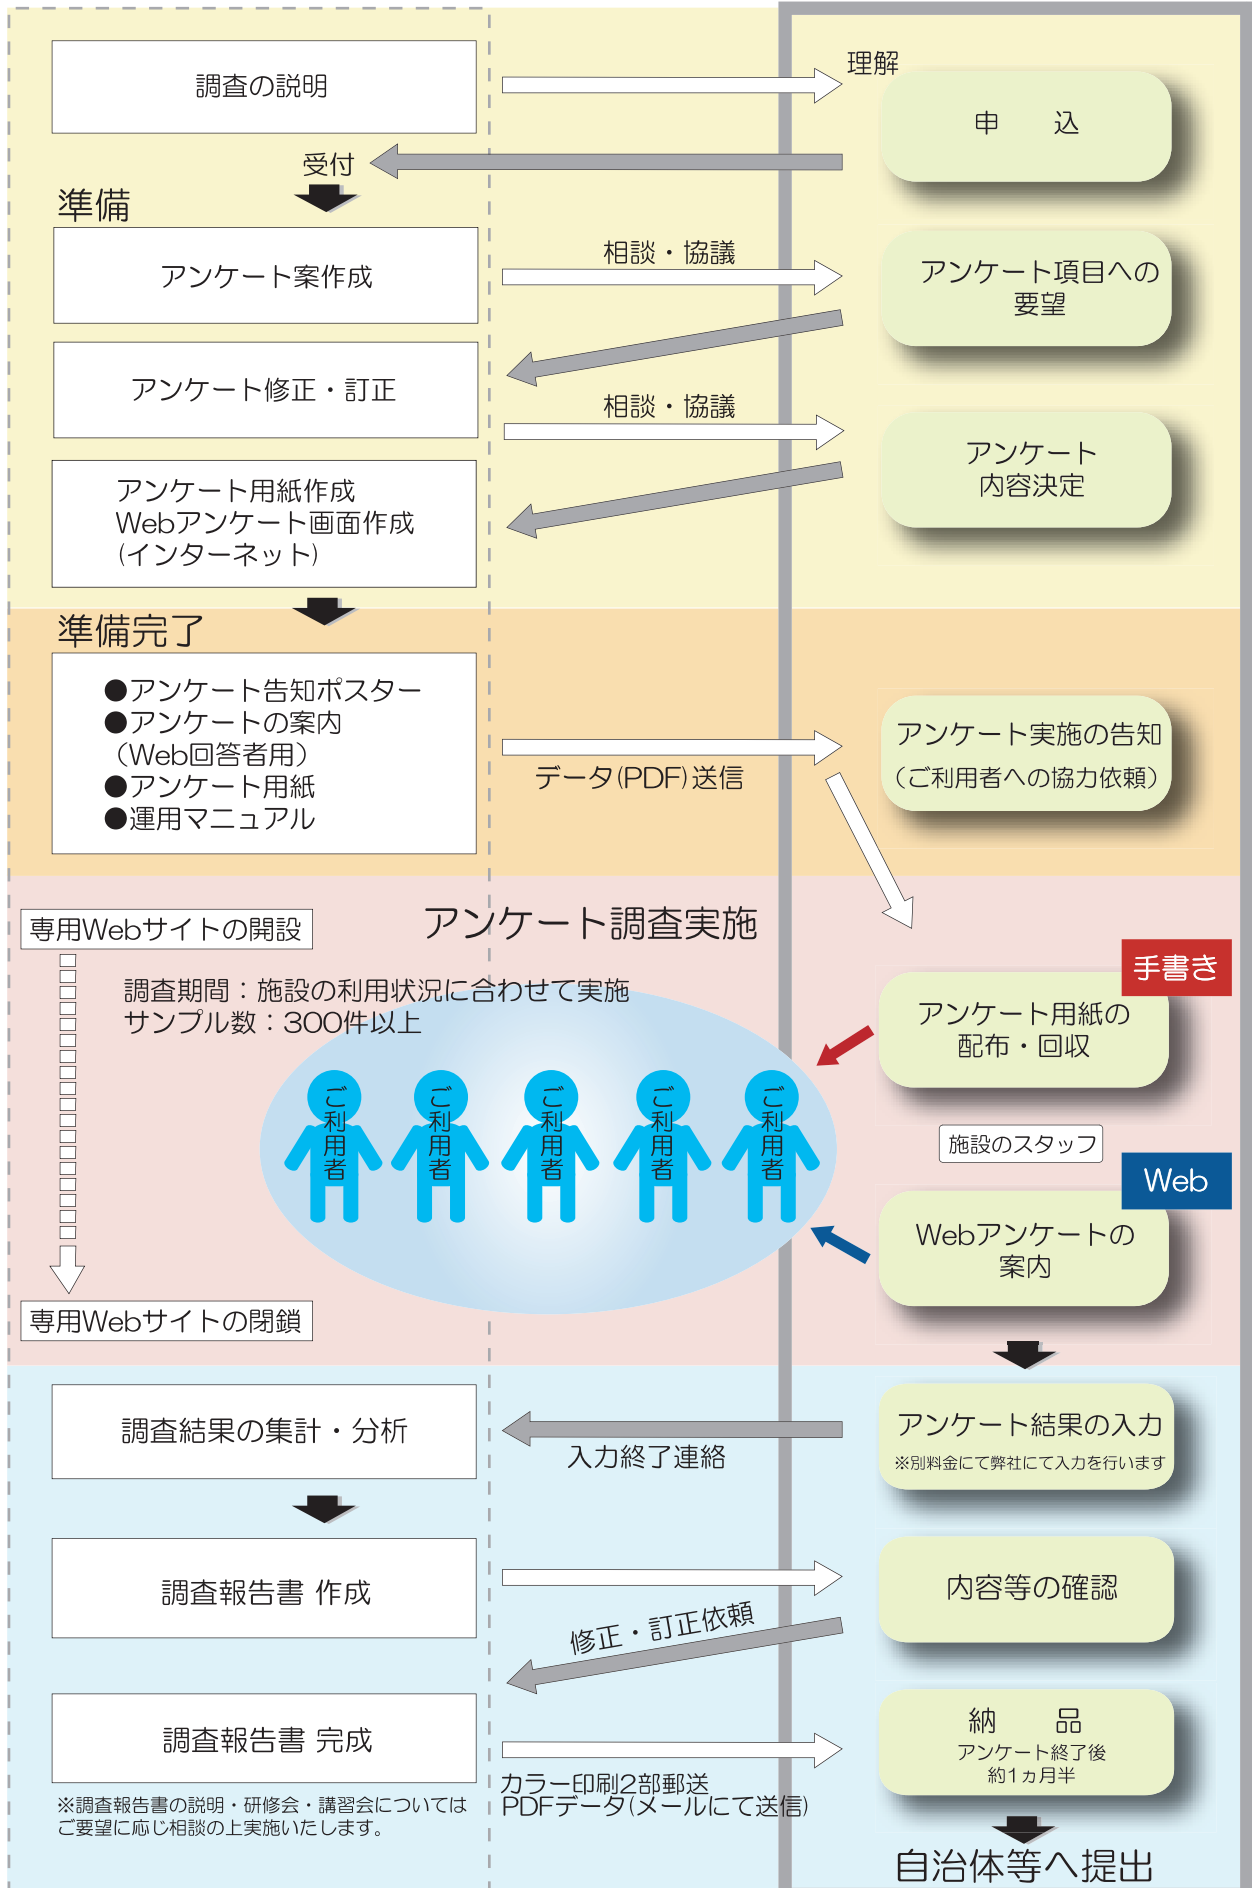 調査の説明
理解
申　込
受付
準備
アンケート案作成
相談・協議
アンケート項目への
要望
アンケート修正・訂正
相談・協議
アンケート
内容決定
アンケート用紙作成
Webアンケート画面作成
(インターネット)
準備完了
●アンケート告知ポスター
●アンケートの案内
（Web回答者用）
●アンケート用紙
●運用マニュアル
データ(PDF)送信
アンケート実施の告知
（ご利用者への協力依頼）
アンケート調査実施
専用Webサイトの開設
調査期間：施設の利用状況に合わせて実施
サンプル数：300件以上
手書き
アンケート用紙の
配布・回収
ご利用者
ご利用者
ご利用者
ご利用者
ご利用者
施設のスタッフ
Web
Webアンケートの
案内
専用Webサイトの閉鎖
調査結果の集計・分析
入力終了連絡
アンケート結果の入力
※別料金にて弊社にて入力を行います
調査報告書 作成
内容等の確認
修正・訂正依頼
調査報告書 完成
納　品
アンケート終了後
約1ヵ月半
カラー印刷2部郵送
PDFデータ(メールにて送信)
※調査報告書の説明・研修会・講習会については
ご要望に応じ相談の上実施いたします。
自治体等へ提出